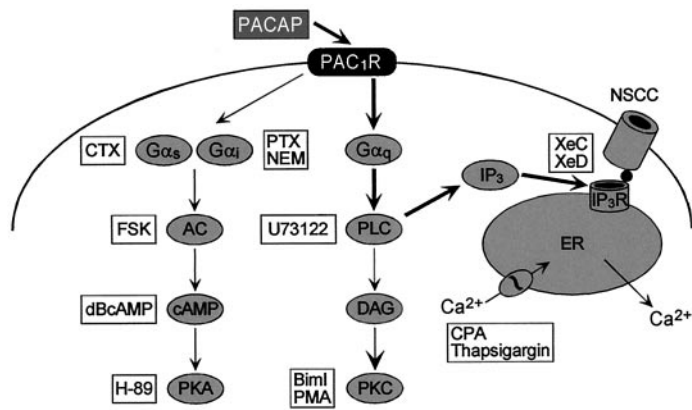 PACAP
PAC₁R
NSCC
CTX
Gαs
Gαi
PTX
NEM
Gαq
XeC
XeD
IP₃
IP₃R
FSK
AC
U73122
PLC
ER
dBcAMP
cAMP
DAG
Ca²⁺
Ca²⁺
CPA
Thapsigargin
H-89
PKA
BimI
PMA
PKC